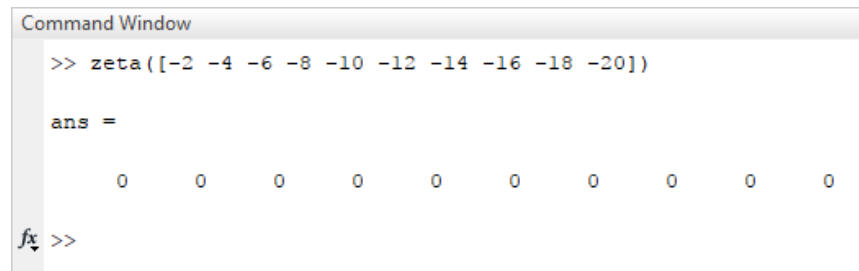 Command Window
>> zeta([-2 -4 -6 -8 -10 -12 -14 -16 -18 -20])
ans =
0 0 0 0 0 0 0 0 0 0
fx >>